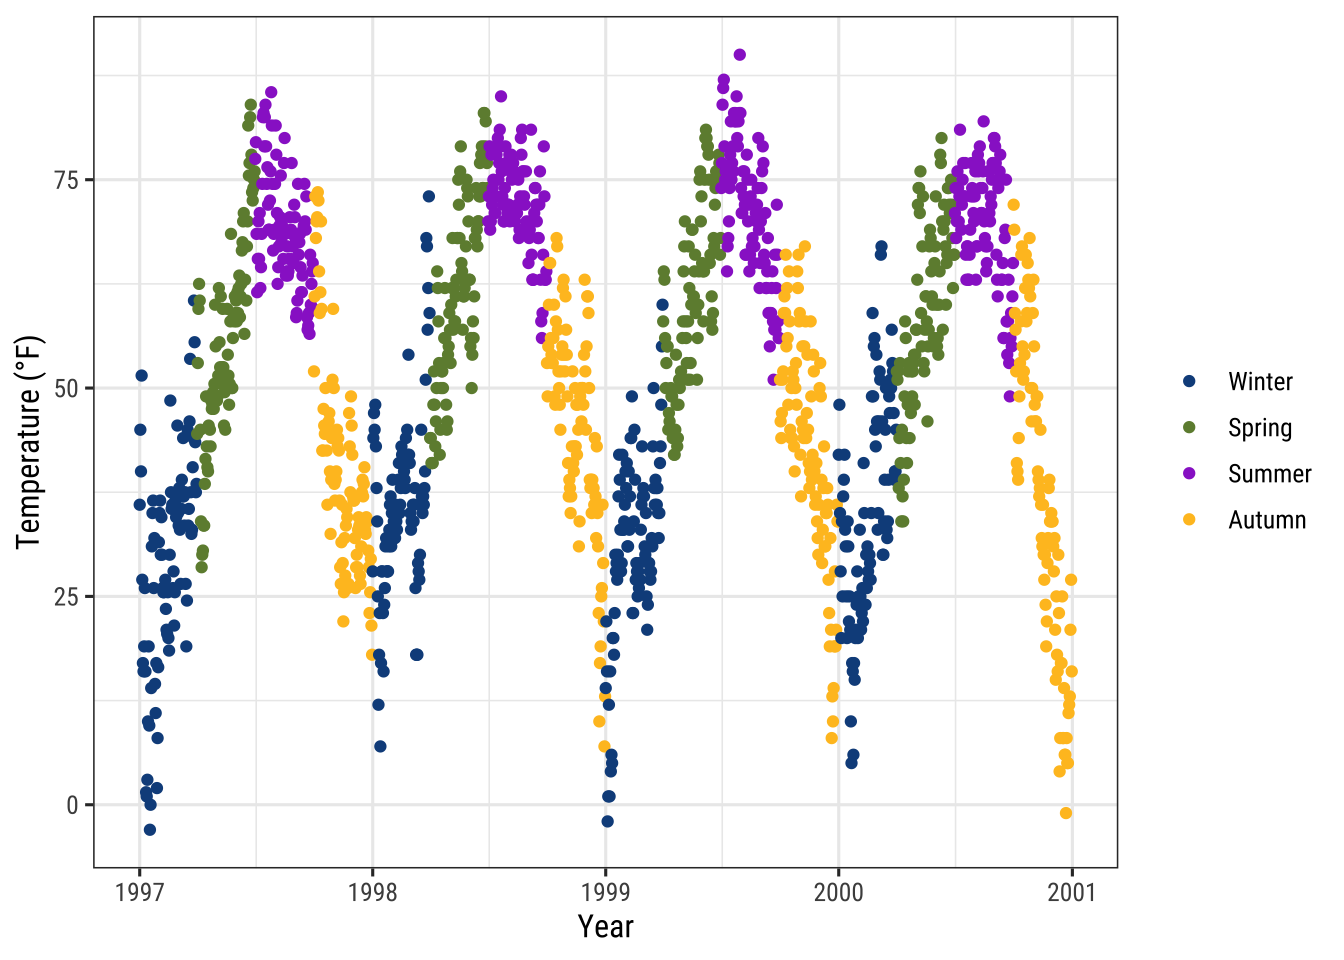 75
50
25
0
Temperature (°F)
1997
1998
1999
2000
2001
Year
Winter
Spring
Summer
Autumn